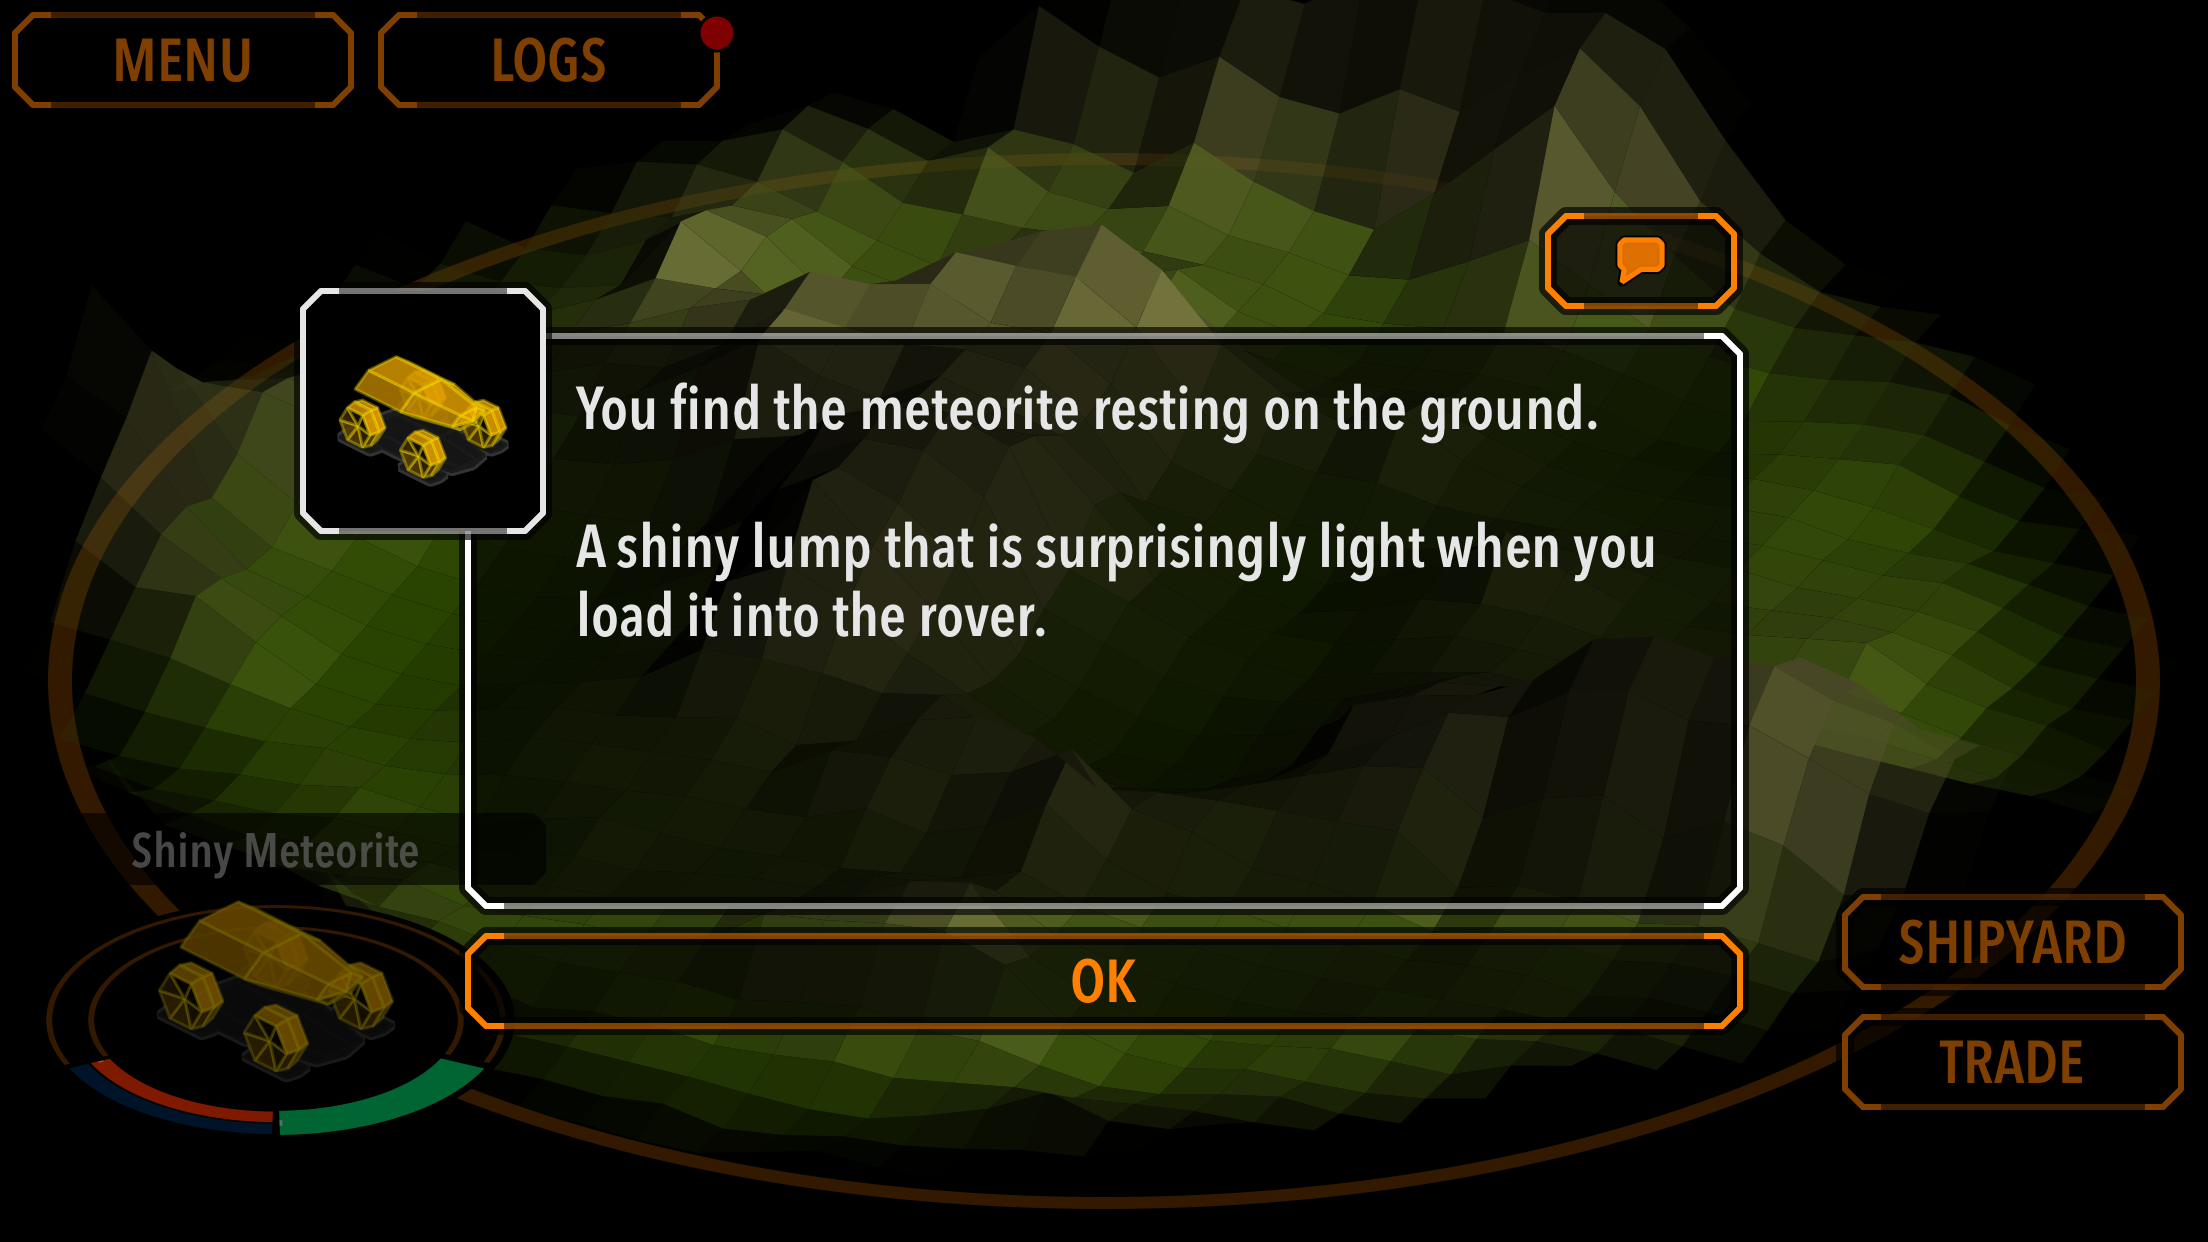 MENU
LOGS
You find the meteorite resting on the ground.
A shiny lump that is surprisingly light when you
load it into the rover.
Shiny Meteorite
OK
SHIPYARD
TRADE